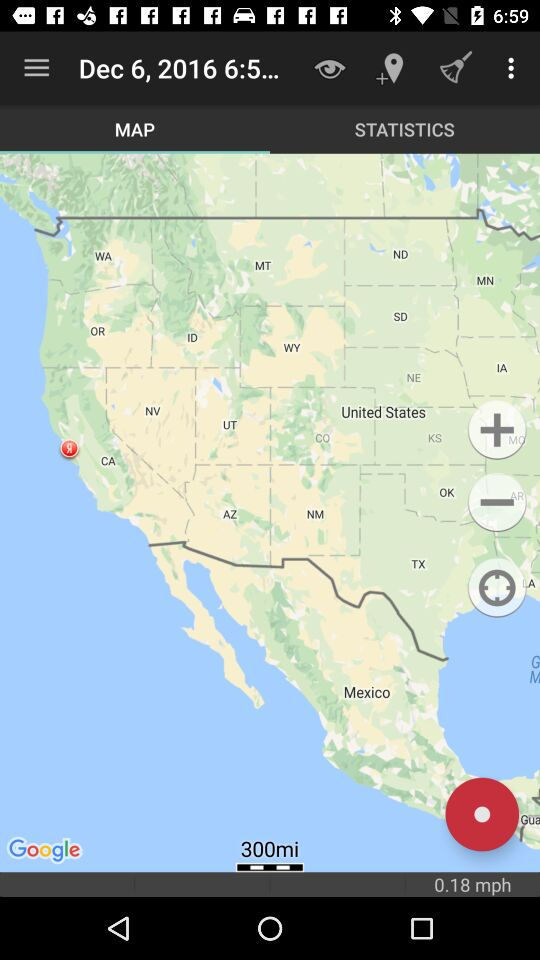 6:59
Dec 6, 2016 6:5...
MAP
STATISTICS
WA
MT
ND
MN
OR
ID
SD
WY
IA
NE
NV
UT
United States
CO
KS
MO
CA
OK
AR
AZ
NM
TX
LA
G
M
Mexico
Gua
Google
300mi
0.18 mph